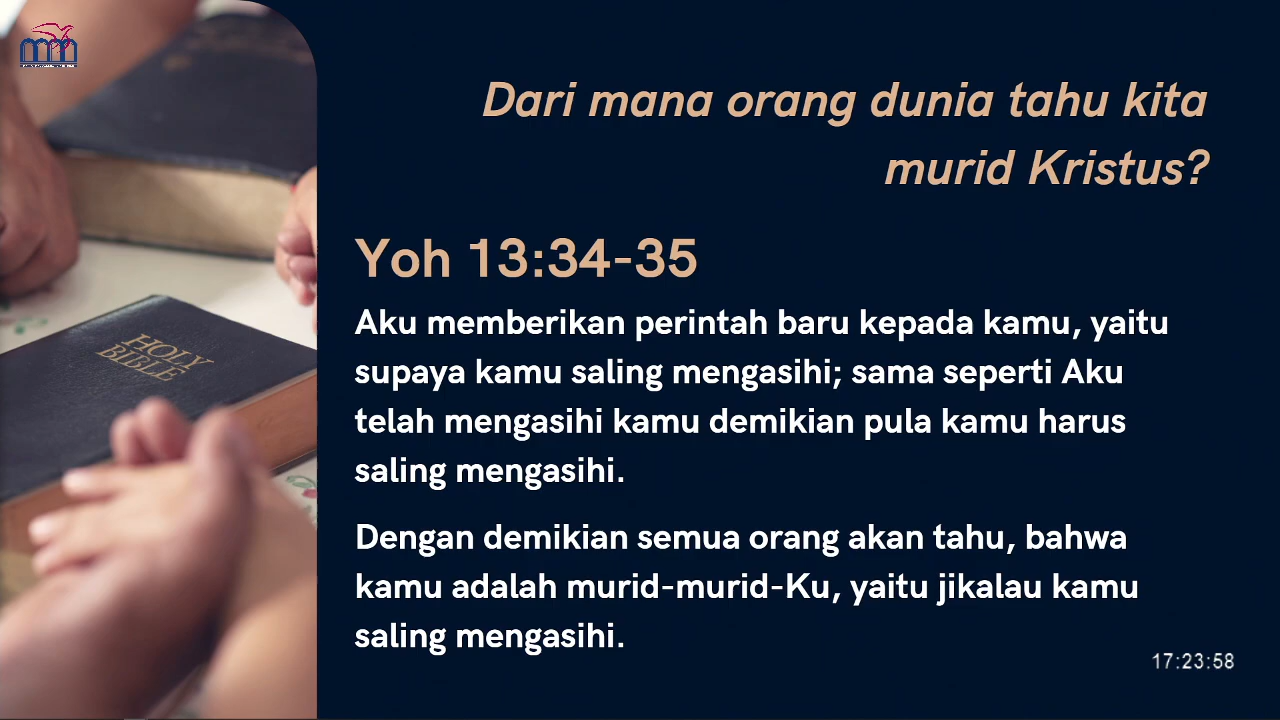 Dari mana orang dunia tahu kita
murid Kristus?
Yoh 13:34-35
Aku memberikan perintah baru kepada kamu, yaitu
supaya kamu saling mengasihi; sama seperti Aku
telah mengasihi kamu demikian pula kamu harus
saling mengasihi.
Dengan demikian semua orang akan tahu, bahwa
kamu adalah murid-murid-Ku, yaitu jikalau kamu
saling mengasihi.
HOLY
BIBLE
17:23:58